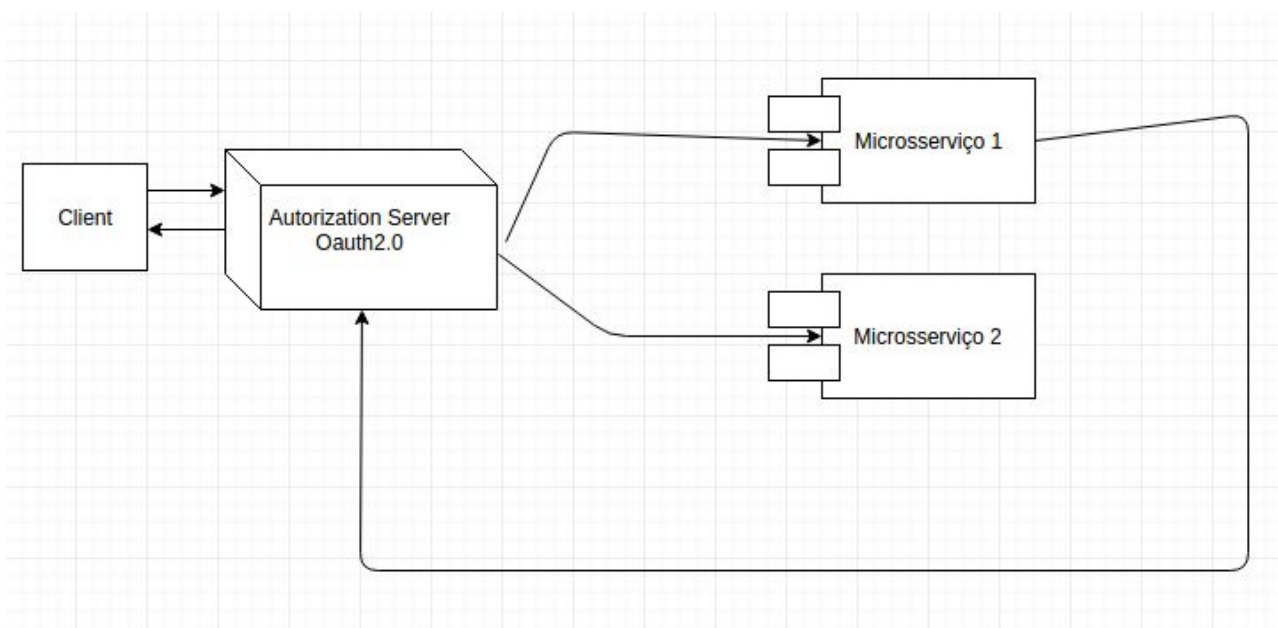 Client
Autorization Server
Oauth2.0
Microsserviço 1
Microsserviço 2